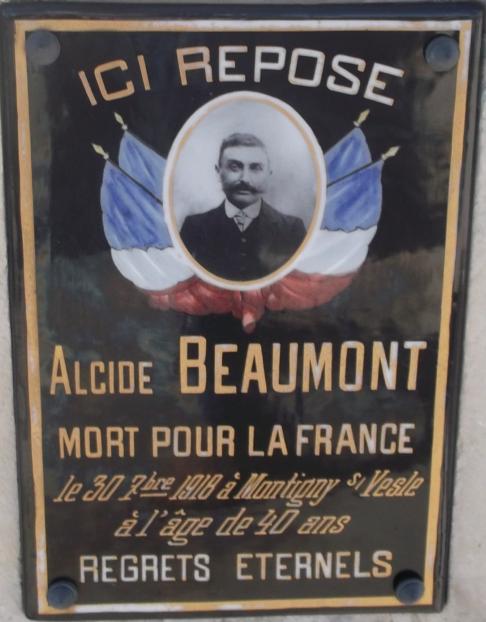 ICI REPOSE
ALCIDE BEAUMONT
MORT POUR LA FRANCE
le 30 7bre 1918 à Montigny s/ Vesle
à l'âge de 40 ans
REGRETS ETERNELS